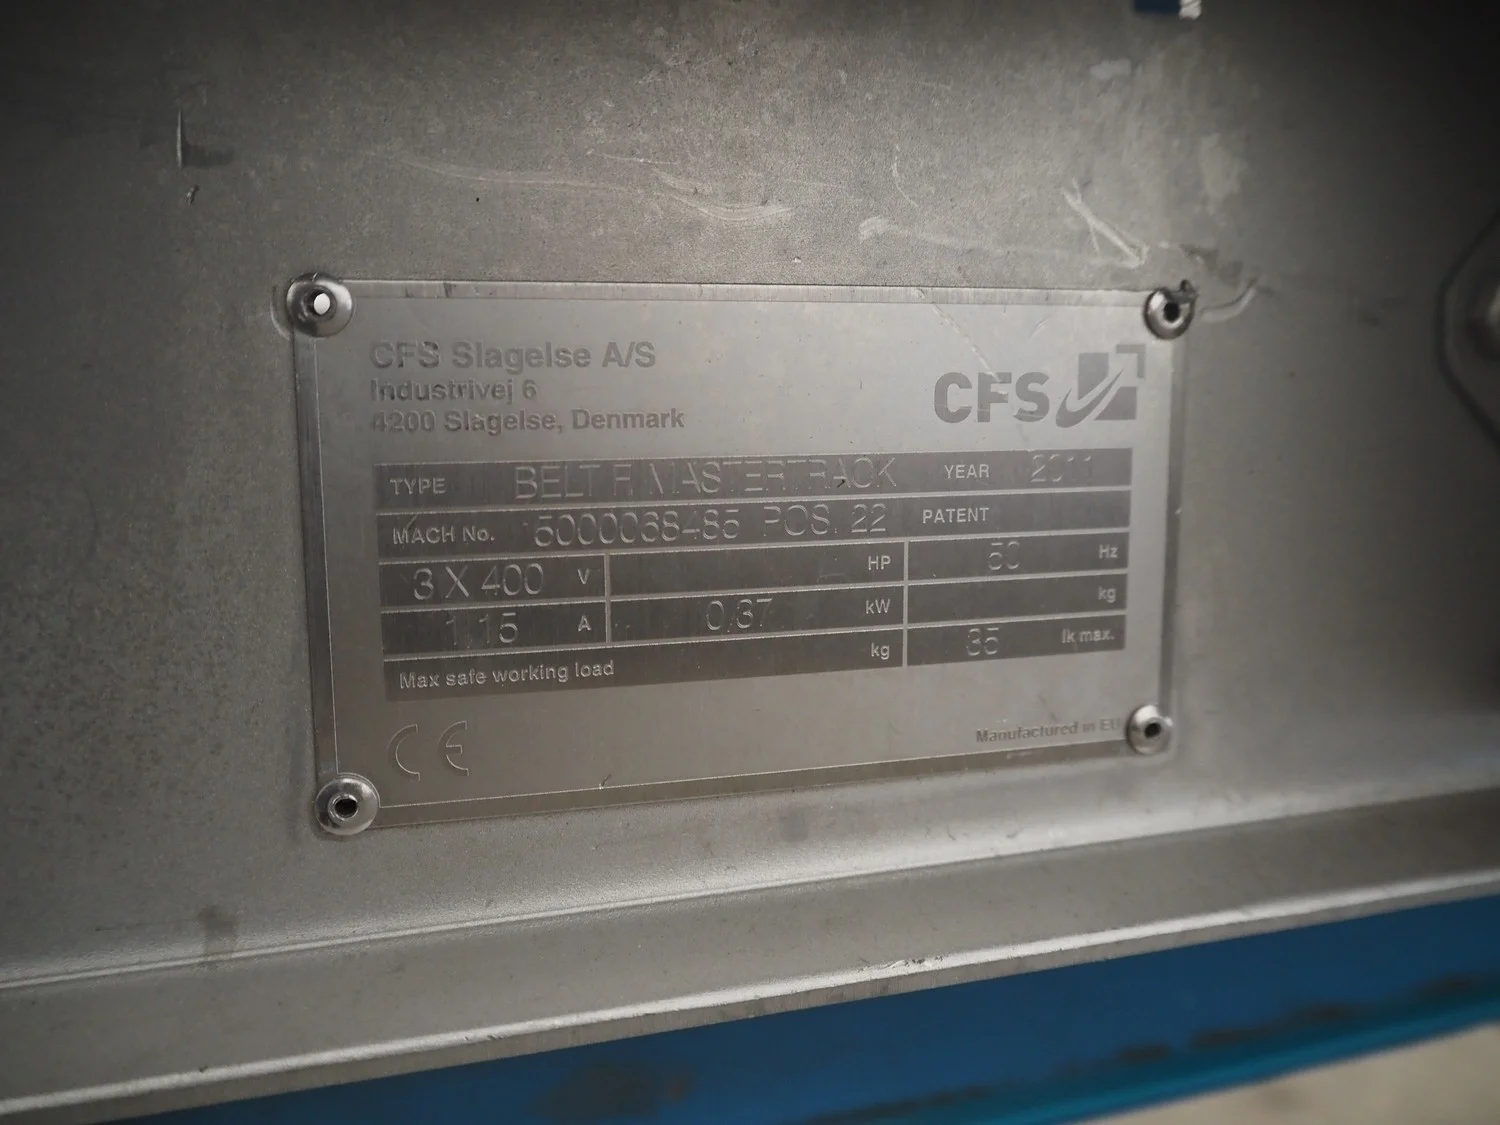 CFS Slagelse A/S
Industrivej 6
4200 Slagelse, Denmark
CFS
TYPE BELT F. MASTERTRACK YEAR 2011
MACH No. 5000068485 POS. 22 PATENT
3 X 400 V HP 50 Hz
1,15 A 0,37 kW kg
Max safe working load kg 35 Ik max.
CE
Manufactured in EU